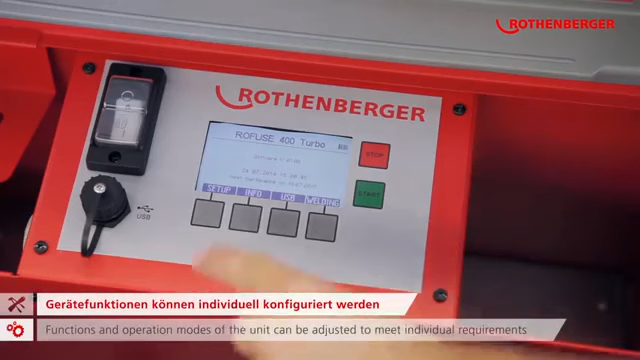 ROTHENBERGER
ROTHENBERGER
ROFUSE 400 Turbo
STOP
START
SETUP INFO USB WELDING
USB
Gerätefunktionen können individuell konfiguriert werden
Functions and operation modes of the unit can be adjusted to meet individual requirements